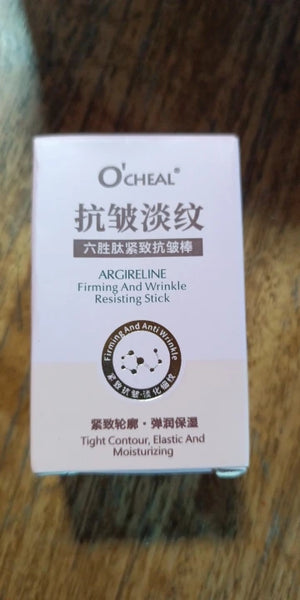 O'CHEAL®
抗皱淡纹
六胜肽紧致抗皱棒
ARGIRELINE
Firming And Wrinkle
Resisting Stick
Firming And Anti Wrinkle
紧致抗皱·淡化细纹
紧致轮廓·弹润保湿
Tight Contour, Elastic And
Moisturizing